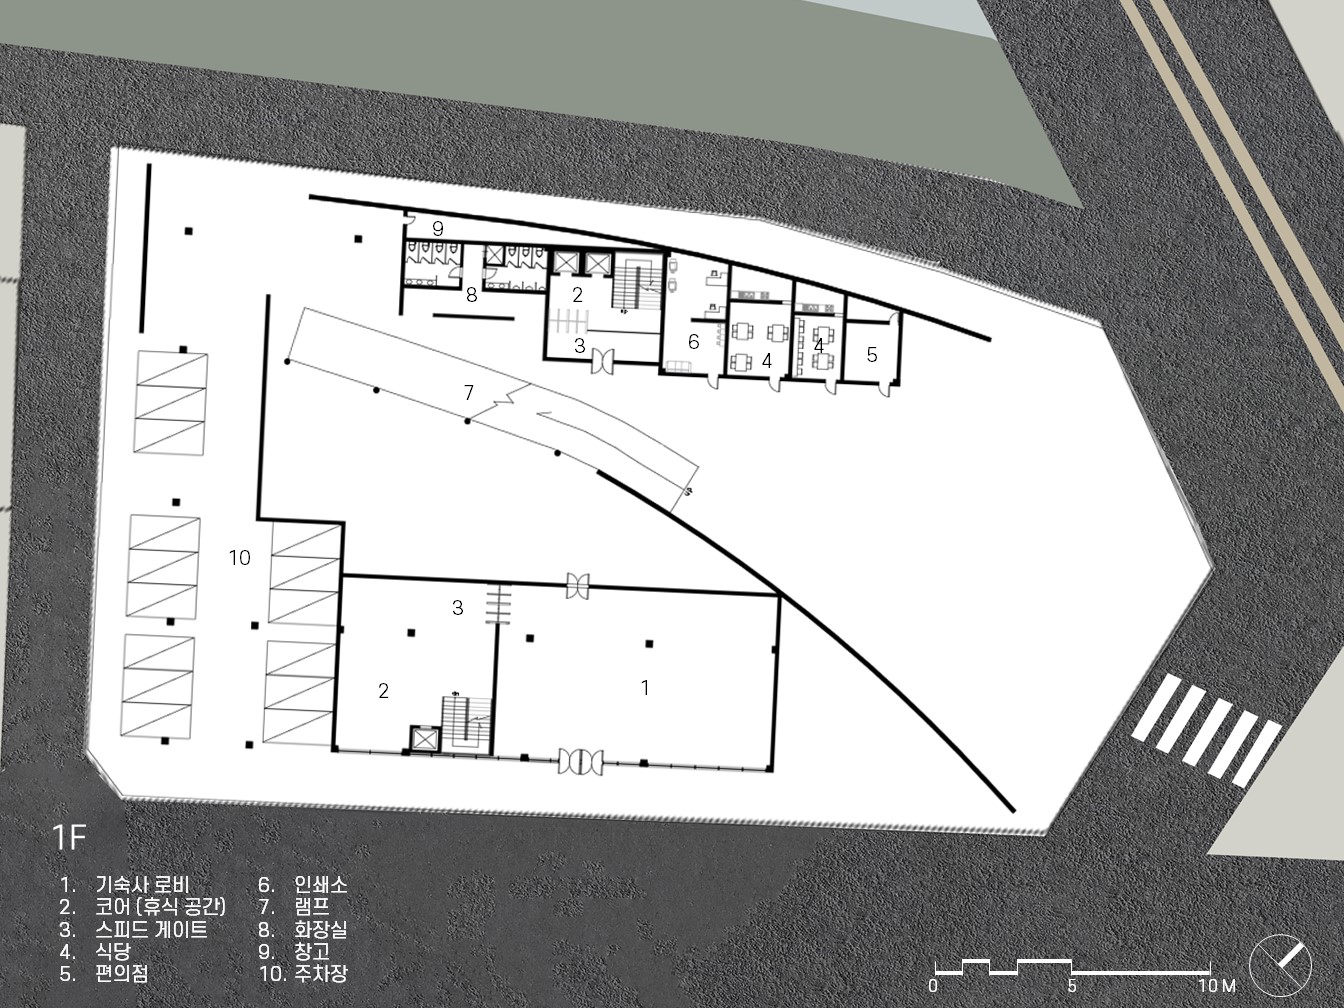 9
2
8
3
6
4
4
5
7
10
3
2
1
1F
1. 기숙사 로비
2. 코어 (휴식 공간)
3. 스피드 게이트
4. 식당
5. 편의점
6. 인쇄소
7. 램프
8. 화장실
9. 창고
10. 주차장
0 5 10 M